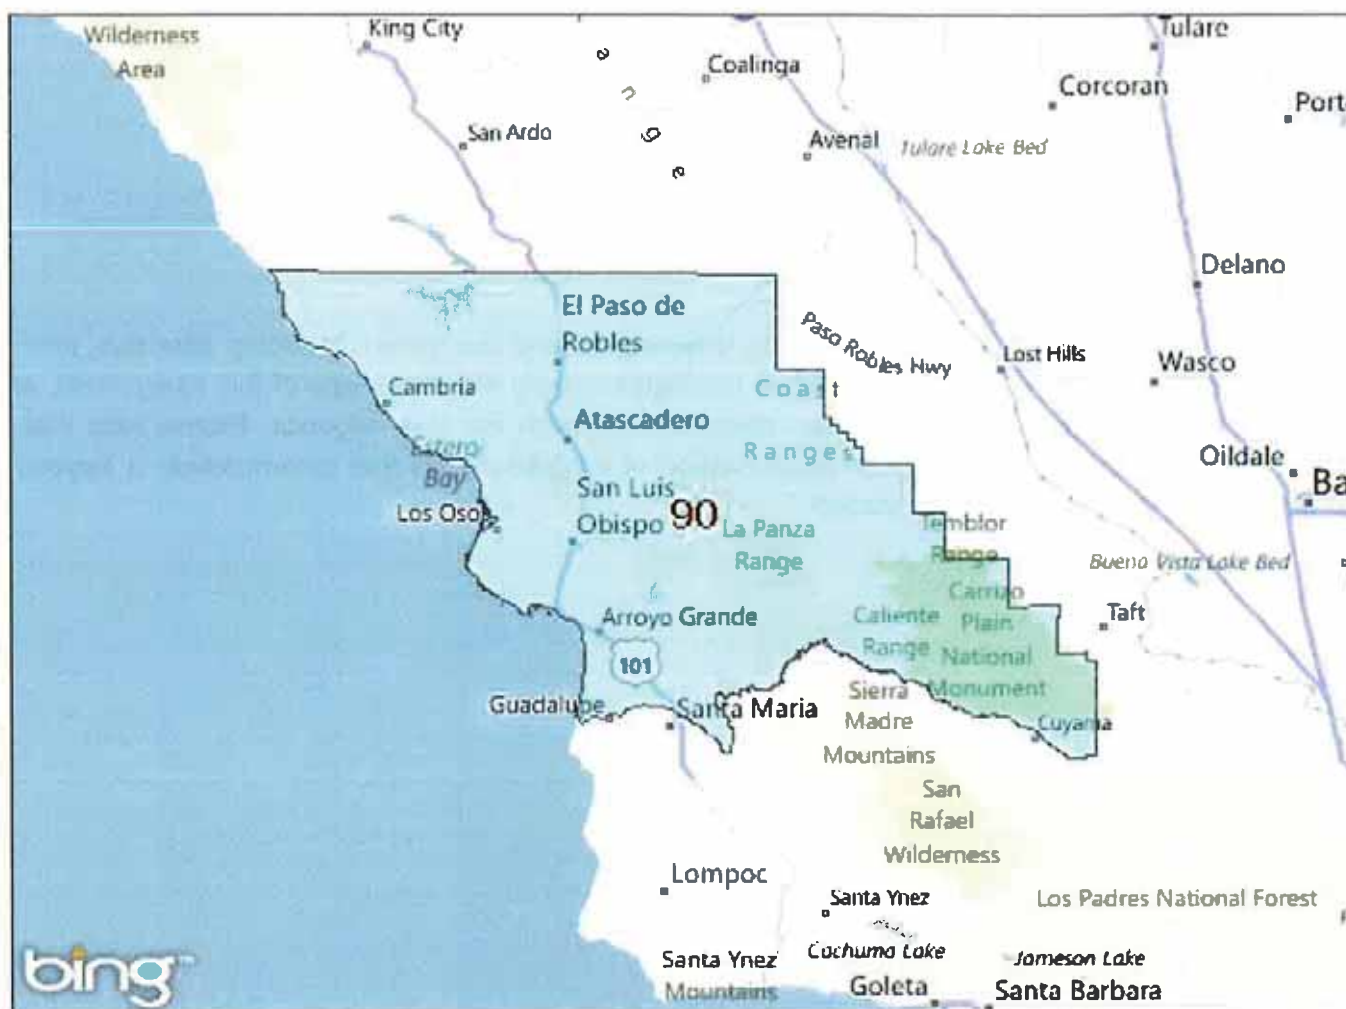 Wilderness
Area
King City
Coalinga
Tulare
Corcoran
Port
San Ardo
a
n
g
e
Avenal
Tulare Lake Bed
Delano
El Paso de
Robles
Paso Robles Hwy
Lost Hills
Wasco
Cambria
Coast
Atascadero
Estero
Bay
Ranges
Oildale
Ba
San Luis
Obispo
90
Los Oso
La Panza
Range
Temblor
Range
Buena Vista Lake Bed
Carrizo
Plain
National
Monument
Arroyo Grande
Caliente
Range
Taft
101
Guadalupe
Santa Maria
Sierra
Madre
Mountains
Cuyama
San
Rafael
Wilderness
Lompoc
Santa Ynez
Los Padres National Forest
Cachuma Lake
Jameson Lake
Santa Ynez
Mountains
Goleta
Santa Barbara
bing